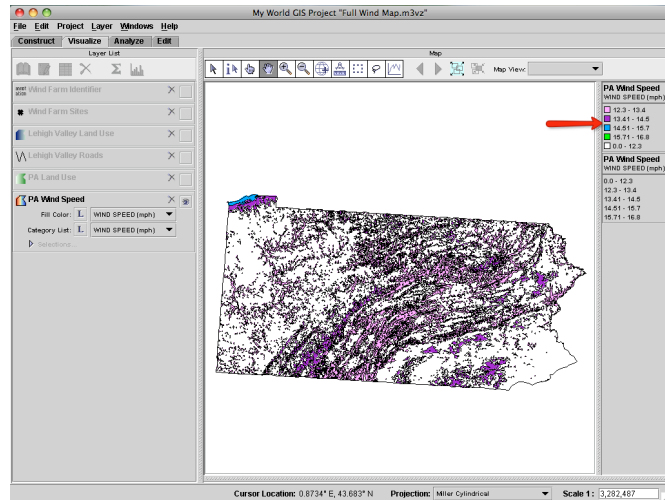 My World GIS Project "Full Wind Map.m3vz"
File Edit Project Layer Windows Help
Construct Visualize Analyze Edit
Layer List
Map
Map View:
Wind Farm Identifier
Wind Farm Sites
Lehigh Valley Land Use
Lehigh Valley Roads
PA Land Use
PA Wind Speed
Fill Color: L WIND SPEED (mph)
Category List: L WIND SPEED (mph)
Selections...
PA Wind Speed
WIND SPEED (mph)
12.3 - 13.4
13.41 - 14.5
14.51 - 15.7
15.71 - 16.8
0.0 - 12.3
PA Wind Speed
WIND SPEED (mph)
0.0 - 12.3
12.3 - 13.4
13.41 - 14.5
14.51 - 15.7
15.71 - 16.8
Cursor Location: 0.8734° E, 43.683° N Projection: Miller Cylindrical Scale 1: 3,282,487